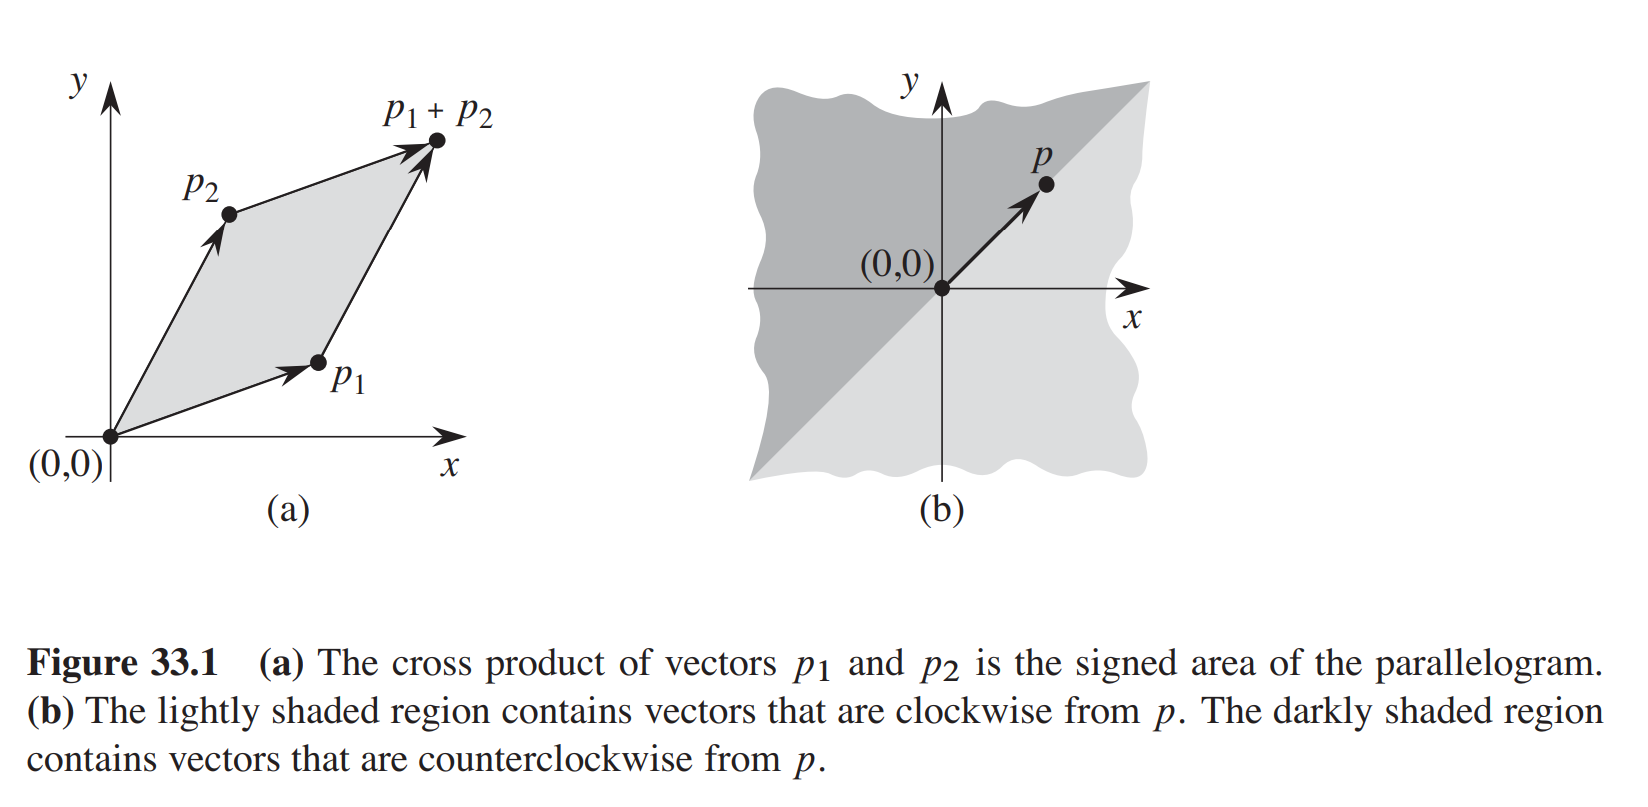 y
p1 + p2
p2
p1
(0,0)
x
(a)
y
p
(0,0)
x
(b)
Figure 33.1 (a) The cross product of vectors p1 and p2 is the signed area of the parallelogram.
(b) The lightly shaded region contains vectors that are clockwise from p. The darkly shaded region
contains vectors that are counterclockwise from p.